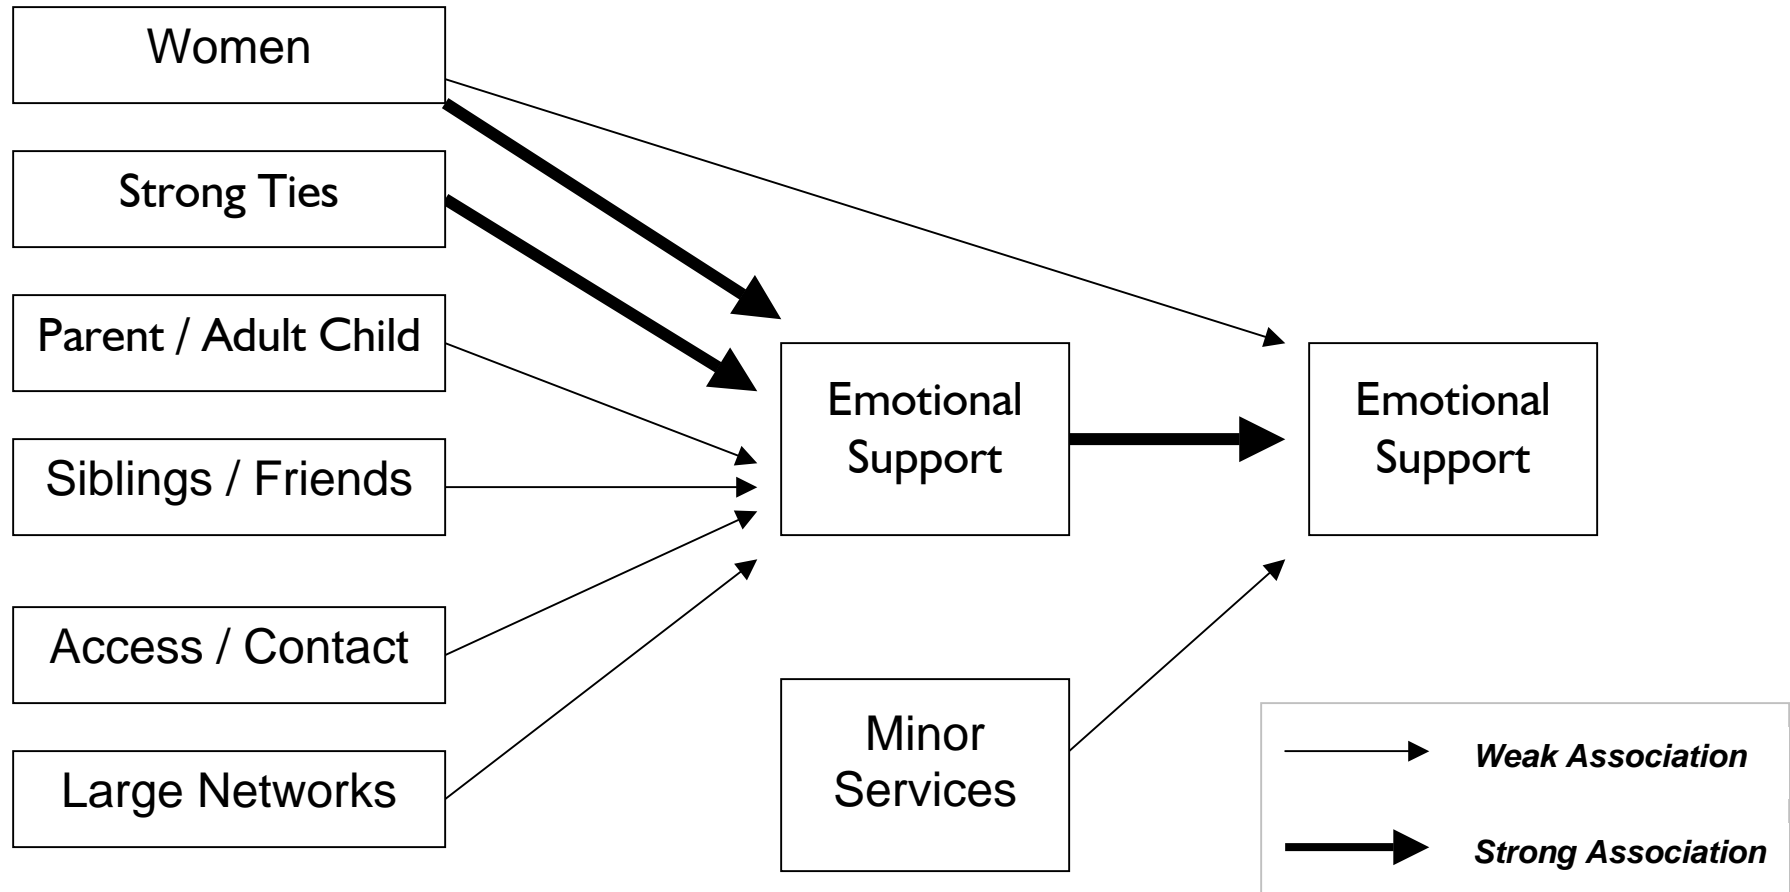 Women
Strong Ties
Parent / Adult Child
Siblings / Friends
Access / Contact
Large Networks
Emotional
Support
Minor
Services
Emotional
Support
Weak Association
Strong Association